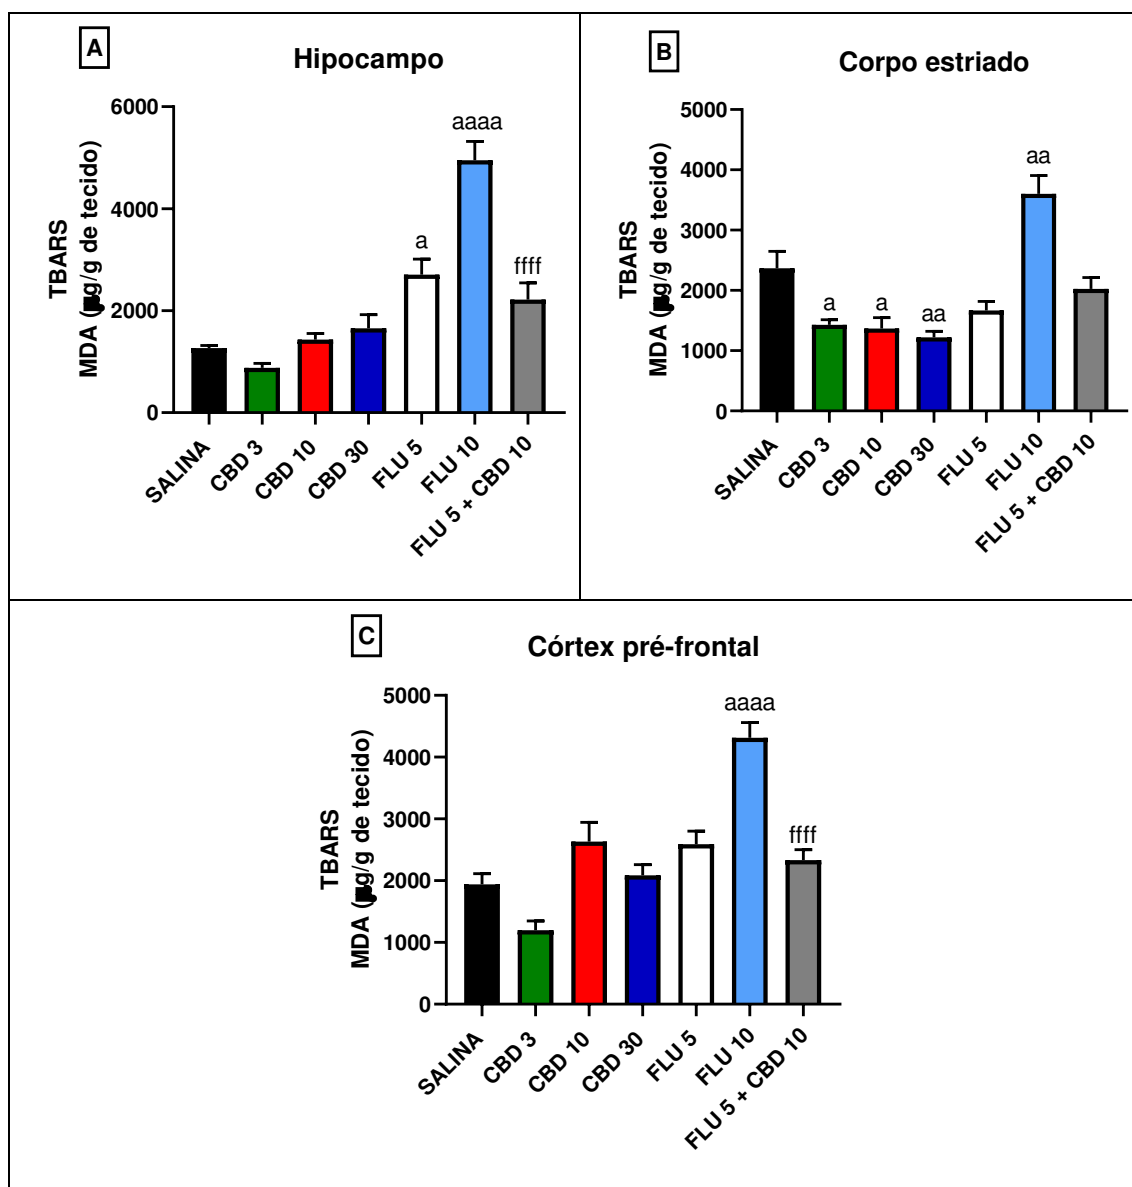 A
Hipocampo
TBARS
MDA (µg/g de tecido)
6000
4000
2000
0
a
aaaa
ffff
SALINA
CBD 3
CBD 10
CBD 30
FLU 5
FLU 10
FLU 5 + CBD 10
B
Corpo estriado
TBARS
MDA (µg/g de tecido)
5000
4000
3000
2000
1000
0
a
a
aa
aa
SALINA
CBD 3
CBD 10
CBD 30
FLU 5
FLU 10
FLU 5 + CBD 10
C
Córtex pré-frontal
TBARS
MDA (µg/g de tecido)
5000
4000
3000
2000
1000
0
aaaa
ffff
SALINA
CBD 3
CBD 10
CBD 30
FLU 5
FLU 10
FLU 5 + CBD 10